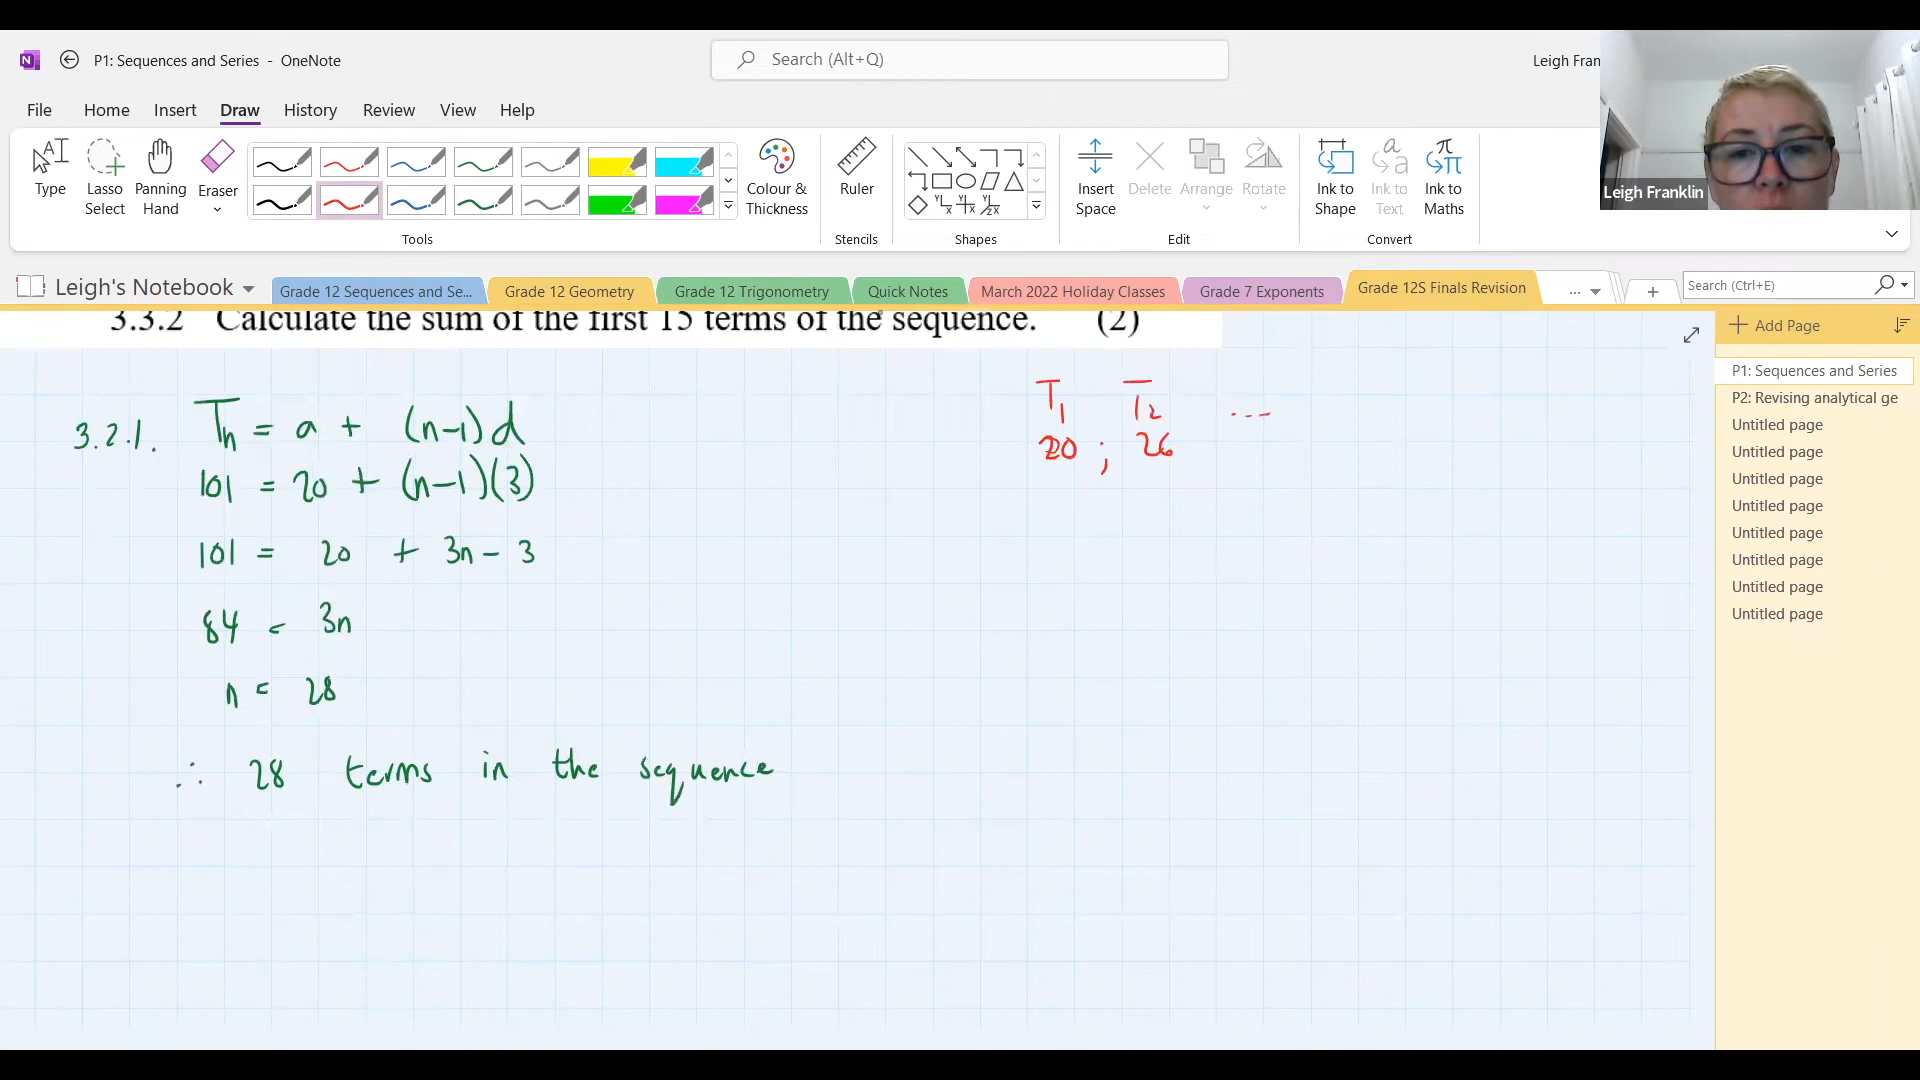 P1: Sequences and Series - OneNote
Search (Alt+Q)
Leigh Fran
File Home Insert Draw History Review View Help
Type
Lasso Select
Panning Hand
Eraser
Colour & Thickness
Ruler
Insert Space
Delete
Arrange
Rotate
Ink to Shape
Ink to Text
Ink to Maths
Leigh Franklin
Tools
Stencils
Shapes
Edit
Convert
Leigh's Notebook
Grade 12 Sequences and Se...
Grade 12 Geometry
Grade 12 Trigonometry
Quick Notes
March 2022 Holiday Classes
Grade 7 Exponents
Grade 12S Finals Revision
...
Search (Ctrl+E)
3.3.2 Calculate the sum of the first 15 terms of the sequence. (2)
3.2.1. Tn = a + (n-1)d
101 = 20 + (n-1)(3)
101 = 20 + 3n - 3
84 = 3n
n = 28
∴ 28 terms in the sequence
T1 T2 ...
20 ; 26
Add Page
P1: Sequences and Series
P2: Revising analytical ge
Untitled page
Untitled page
Untitled page
Untitled page
Untitled page
Untitled page
Untitled page
Untitled page